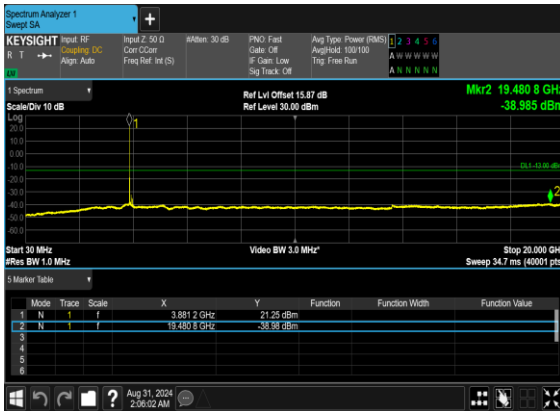 Spectrum Analyzer 1
Swept SA
KEYSIGHT Input: RF Input Z: 50 Ω #Atten: 30 dB PNO: Fast Avg Type: Power (RMS) 1 2 3 4 5 6
R T Coupling: DC Corr CCorr Gate: Off Avg|Hold: 100/100 A W W W W W
Align: Auto Freq Ref: Int (S) IF Gain: Low Trig: Free Run A N N N N N
LW Sig Track: Off
1 Spectrum Ref Lvl Offset 15.87 dB Mkr2 19.480 8 GHz
Scale/Div 10 dB Ref Level 30.00 dBm -38.985 dBm
Log
20.0
10.0
0.00
-10.0
-20.0
-30.0
-40.0
-50.0
-60.0
1
DL1 -13.00 dBm
2
Start 30 MHz Video BW 3.0 MHz* Stop 20.000 GHz
#Res BW 1.0 MHz Sweep 34.7 ms (40001 pts)
5 Marker Table
Mode Trace Scale X Y Function Function Width Function Value
1 N 1 f 3.881 2 GHz 21.25 dBm
2 N 1 f 19.480 8 GHz -38.98 dBm
3
4
5
6
Aug 31, 2024
2:06:02 AM